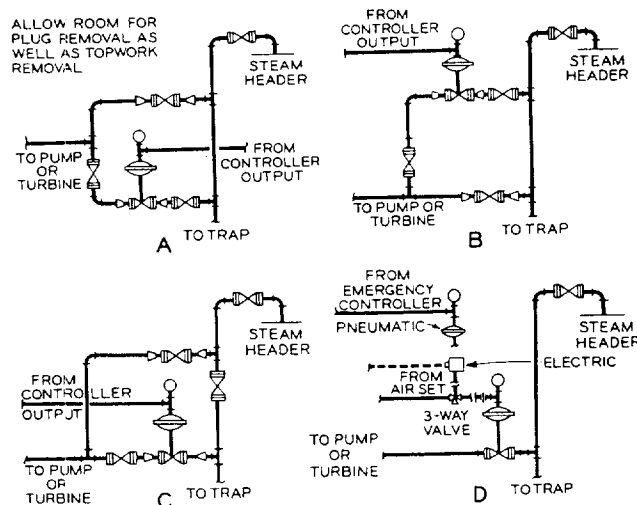 ALLOW ROOM FOR
PLUG REMOVAL AS
WELL AS TOPWORK
REMOVAL
STEAM
HEADER
TO PUMP
OR
TURBINE
FROM
CONTROLLER
OUTPUT
A
TO TRAP
FROM
CONTROLLER
OUTPUT
STEAM
HEADER
TO PUMP OR
TURBINE
B
TO TRAP
STEAM
HEADER
FROM
CONTROLLER
OUTPUT
TO PUMP
OR
TURBINE
C
TO TRAP
FROM
EMERGENCY
CONTROLLER
PNEUMATIC
STEAM
HEADER
ELECTRIC
FROM
AIR SET
3-WAY
VALVE
TO PUMP OR
TURBINE
D
TO TRAP